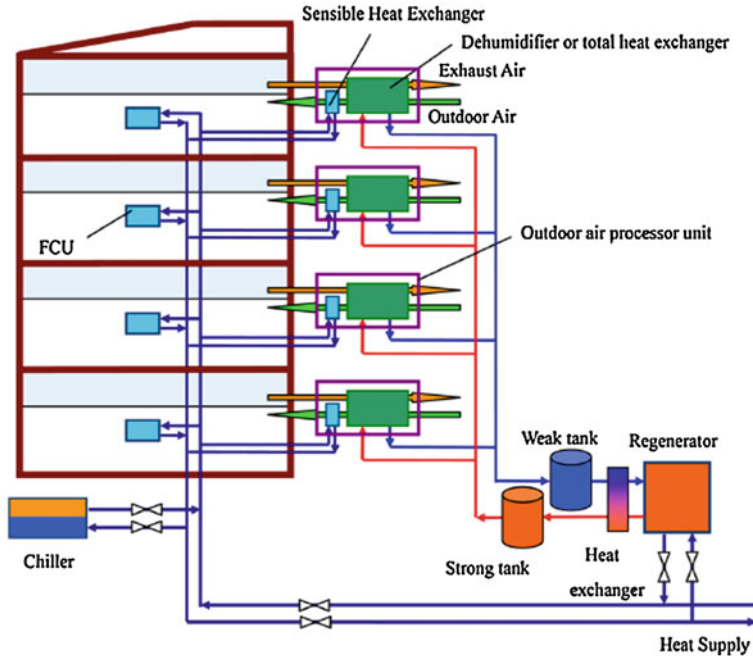 Sensible Heat Exchanger
Dehumidifier or total heat exchanger
Exhaust Air
Outdoor Air
FCU
Outdoor air processor unit
Weak tank
Regenerator
Chiller
Strong tank
Heat
exchanger
Heat Supply